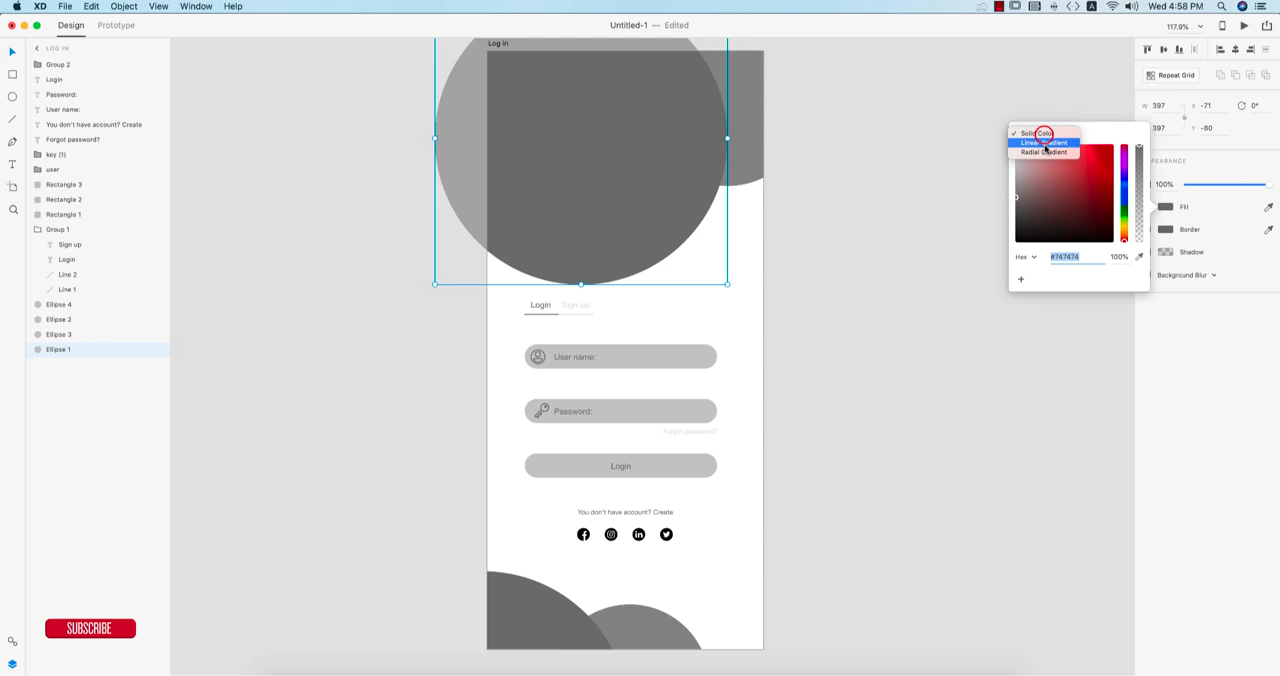 XD File Edit Object View Window Help
Wed 4:58 PM
Design Prototype
Untitled-1 — Edited
117.9%
LOG IN
Group 2
Login
Password:
User name:
You don't have account? Create
Forgot password?
key (1)
user
Rectangle 3
Rectangle 2
Rectangle 1
Group 1
Sign up
Login
Line 2
Line 1
Ellipse 4
Ellipse 2
Ellipse 3
Ellipse 1
SUBSCRIBE
Log in
Login Sign up
User name:
Password:
Forgot password?
Login
You don't have account? Create
Solid Color
Linear Gradient
Radial Gradient
Hex #747474 100%
Repeat Grid
W 397 X -71 0°
397 Y -80
PEARANCE
100%
Fill
Border
Shadow
Background Blur